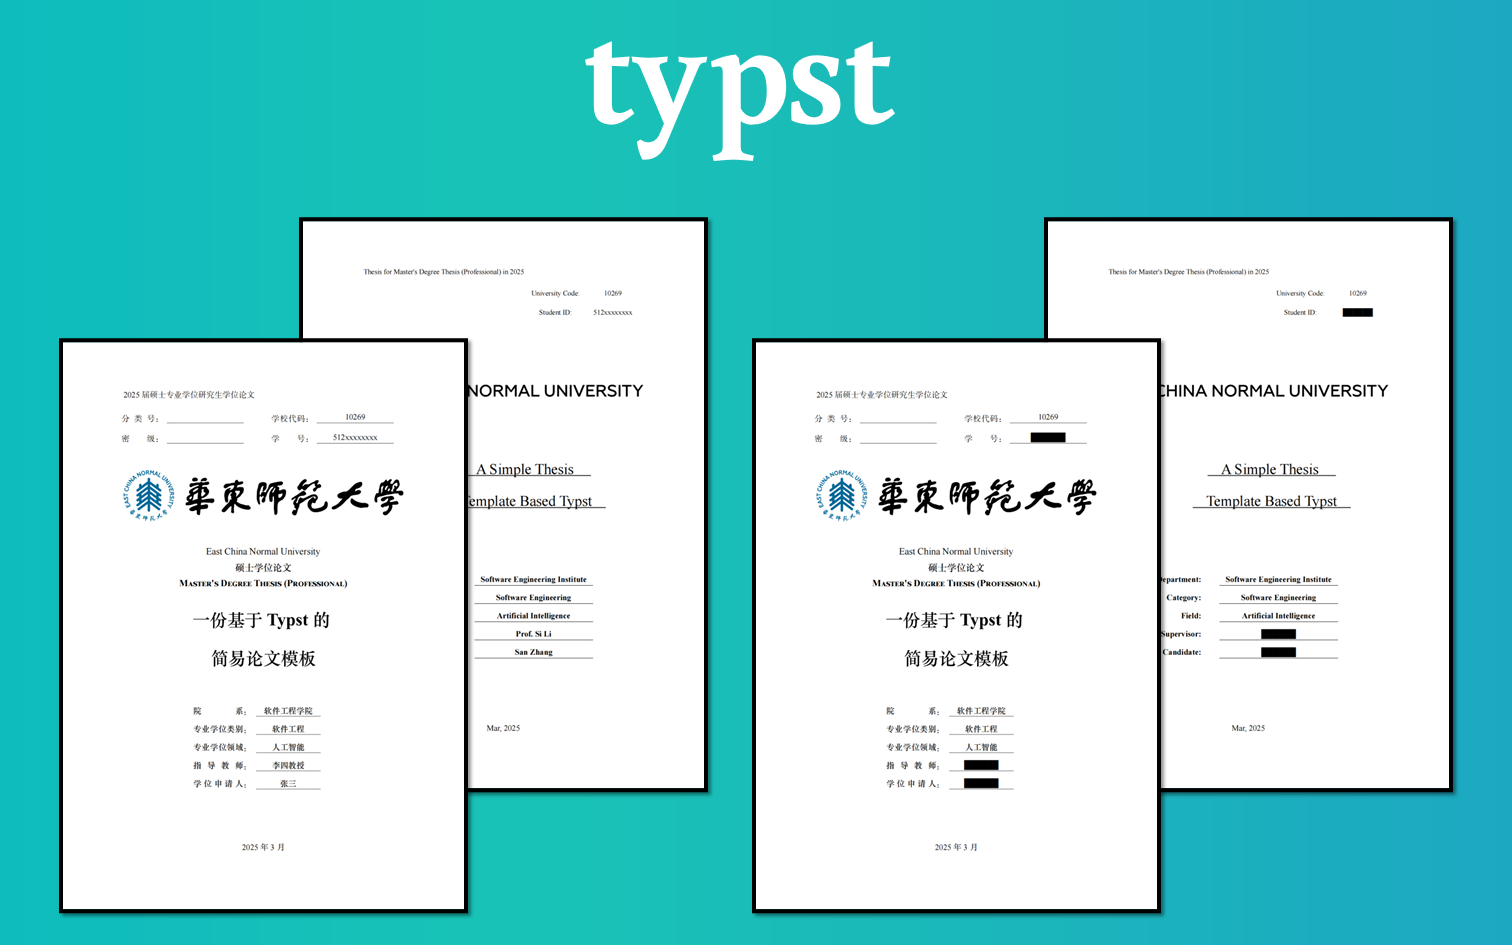 typst
Thesis for Master's Degree Thesis (Professional) in 2025
University Code: 10269
Student ID: 512xxxxxxxx
NORMAL UNIVERSITY
A Simple Thesis
Template Based Typst
Software Engineering Institute
Software Engineering
Artificial Intelligence
Prof. Si Li
San Zhang
Mar, 2025
2025 届硕士专业学位研究生学位论文
分 类 号: 学校代码: 10269
密 级: 学 号: 512xxxxxxxx
EAST CHINA NORMAL UNIVERSITY
华东师范大学
華東師範大學
East China Normal University
硕士学位论文
Master's Degree Thesis (Professional)
一份基于 Typst 的
简易论文模板
院 系: 软件工程学院
专业学位类别: 软件工程
专业学位领域: 人工智能
指 导 教 师: 李四教授
学 位 申 请 人: 张三
2025 年 3 月
Thesis for Master's Degree Thesis (Professional) in 2025
University Code: 10269
Student ID:
CHINA NORMAL UNIVERSITY
A Simple Thesis
Template Based Typst
epartment: Software Engineering Institute
Category: Software Engineering
Field: Artificial Intelligence
Supervisor:
Candidate:
Mar, 2025
2025 届硕士专业学位研究生学位论文
分 类 号: 学校代码: 10269
密 级: 学 号:
EAST CHINA NORMAL UNIVERSITY
华东师范大学
華東師範大學
East China Normal University
硕士学位论文
Master's Degree Thesis (Professional)
一份基于 Typst 的
简易论文模板
院 系: 软件工程学院
专业学位类别: 软件工程
专业学位领域: 人工智能
指 导 教 师:
学 位 申 请 人:
2025 年 3 月